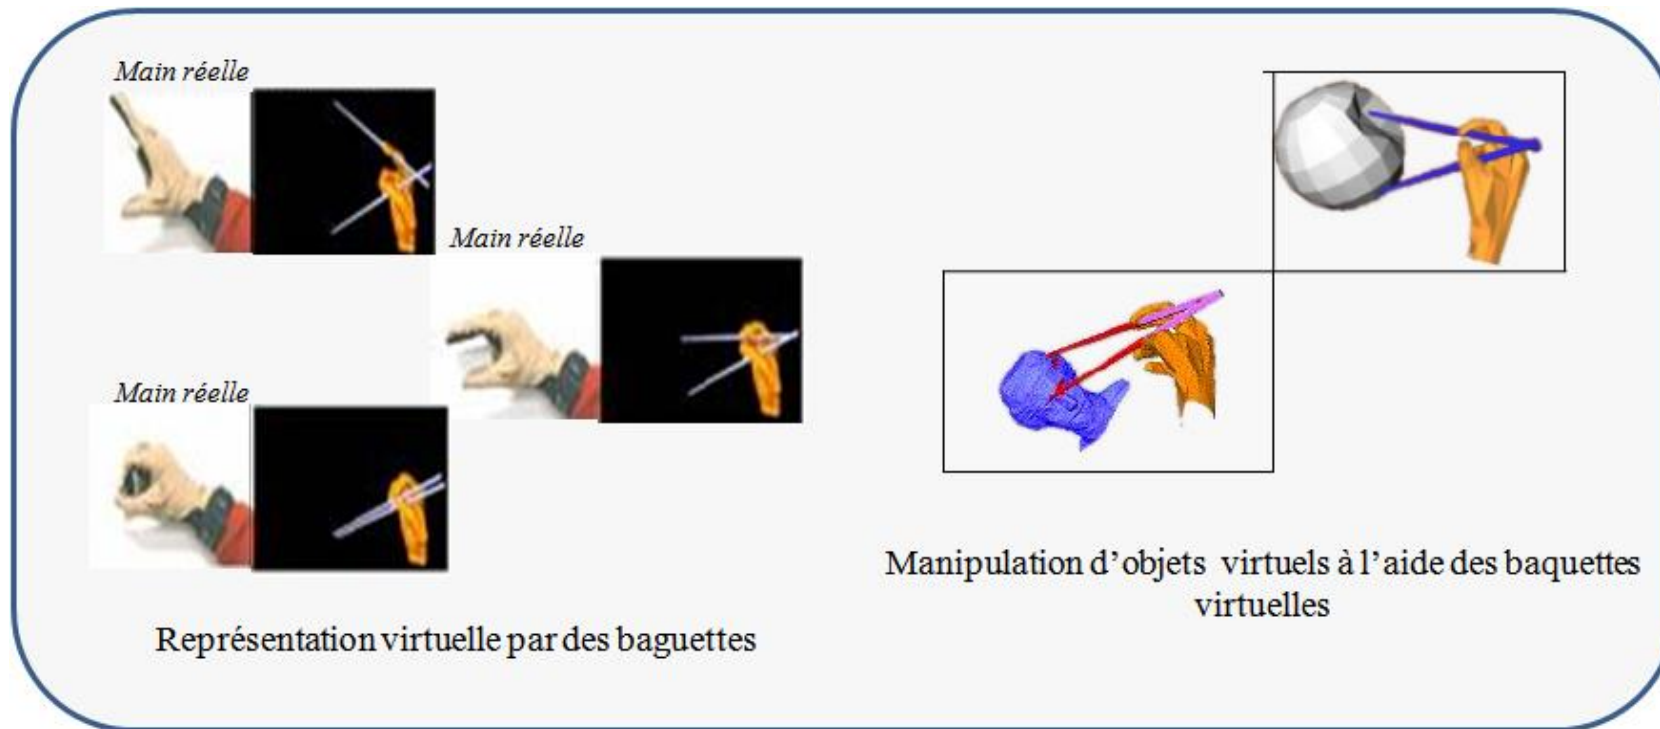 Main réelle
Main réelle
Main réelle
Représentation virtuelle par des baguettes
Manipulation d'objets virtuels à l'aide des baquettes
virtuelles